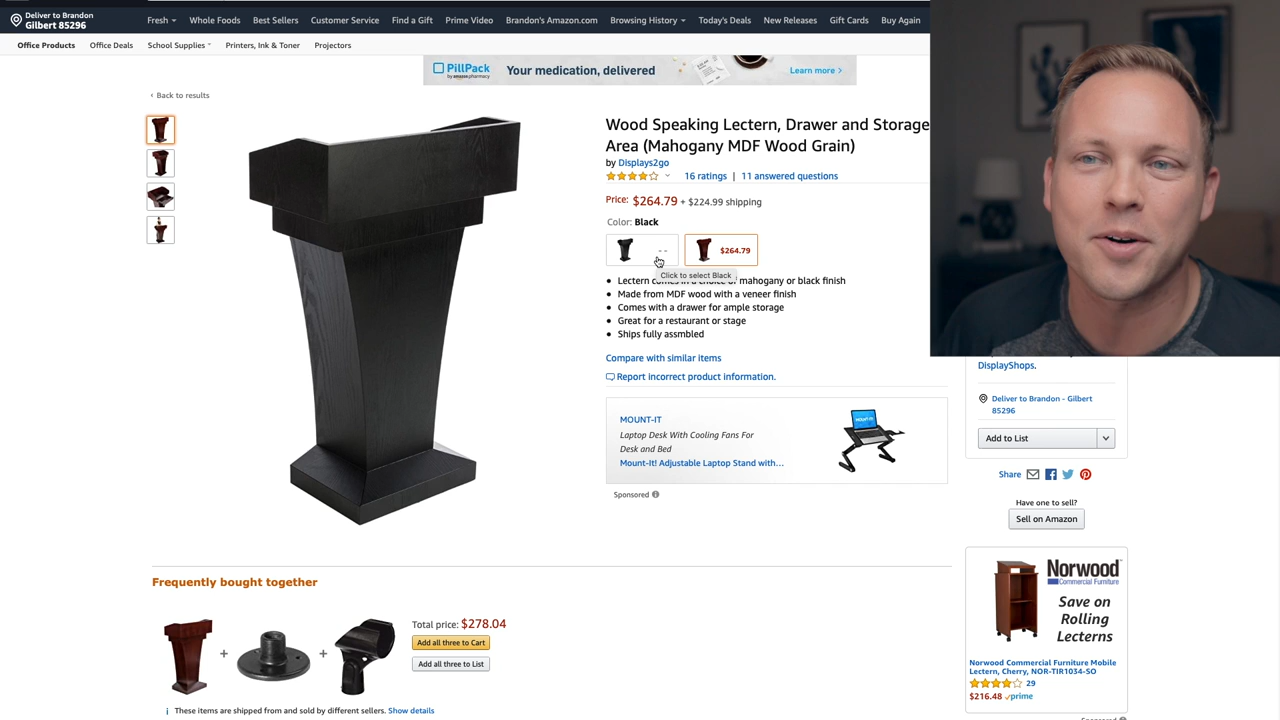 Deliver to Brandon
Gilbert 85296
Fresh
Whole Foods
Best Sellers
Customer Service
Find a Gift
Prime Video
Brandon's Amazon.com
Browsing History
Today's Deals
New Releases
Gift Cards
Buy Again
Office Products
Office Deals
School Supplies
Printers, Ink & Toner
Projectors
PillPack
by amazon pharmacy
Your medication, delivered
Learn more ›
‹ Back to results
Wood Speaking Lectern, Drawer and Storage
Area (Mahogany MDF Wood Grain)
by Displays2go
16 ratings | 11 answered questions
Price: $264.79 + $224.99 shipping
Color: Black
- -
$264.79
Click to select Black
• Lectern comes in a choice of mahogany or black finish
• Made from MDF wood with a veneer finish
• Comes with a drawer for ample storage
• Great for a restaurant or stage
• Ships fully assmbled
Compare with similar items
Report incorrect product information.
MOUNT-IT
Laptop Desk With Cooling Fans For
Desk and Bed
Mount-It! Adjustable Laptop Stand with...
Sponsored
DisplayShops.
Deliver to Brandon - Gilbert
85296
Add to List
Share
Have one to sell?
Sell on Amazon
Norwood
Commercial Furniture
Save on
Rolling
Lecterns
Norwood Commercial Furniture Mobile
Lectern, Cherry, NOR-TIR1034-SO
29
$216.48 prime
Sponsored
Frequently bought together
+
+
Total price: $278.04
Add all three to Cart
Add all three to List
i These items are shipped from and sold by different sellers. Show details